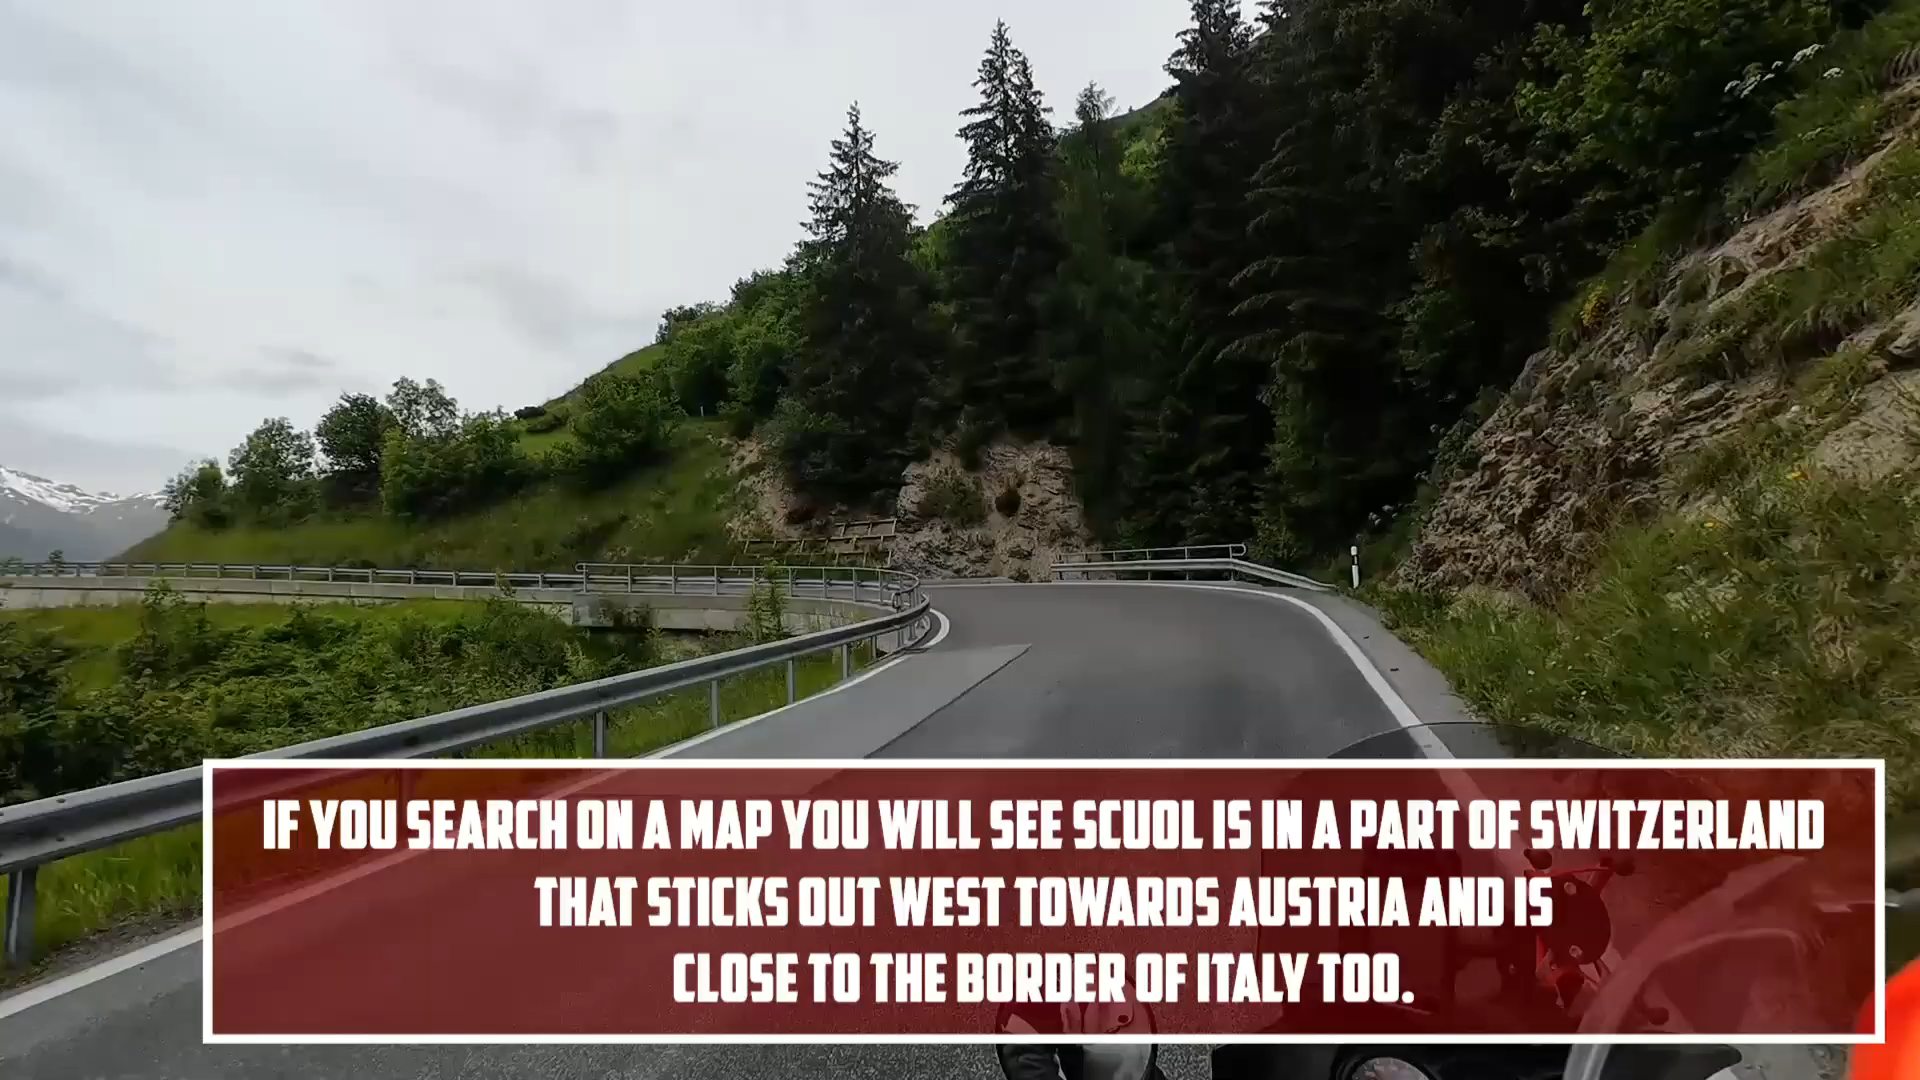 IF YOU SEARCH ON A MAP YOU WILL SEE SCUOL IS IN A PART OF SWITZERLAND
THAT STICKS OUT WEST TOWARDS AUSTRIA AND IS
CLOSE TO THE BORDER OF ITALY TOO.